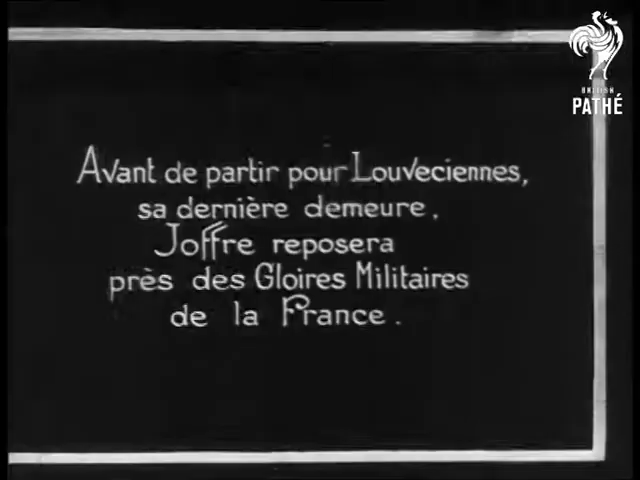 BRITISH
PATHÉ
Avant de partir pour Louveciennes,
sa dernière demeure,
Joffre reposera
près des Gloires Militaires
de la France.